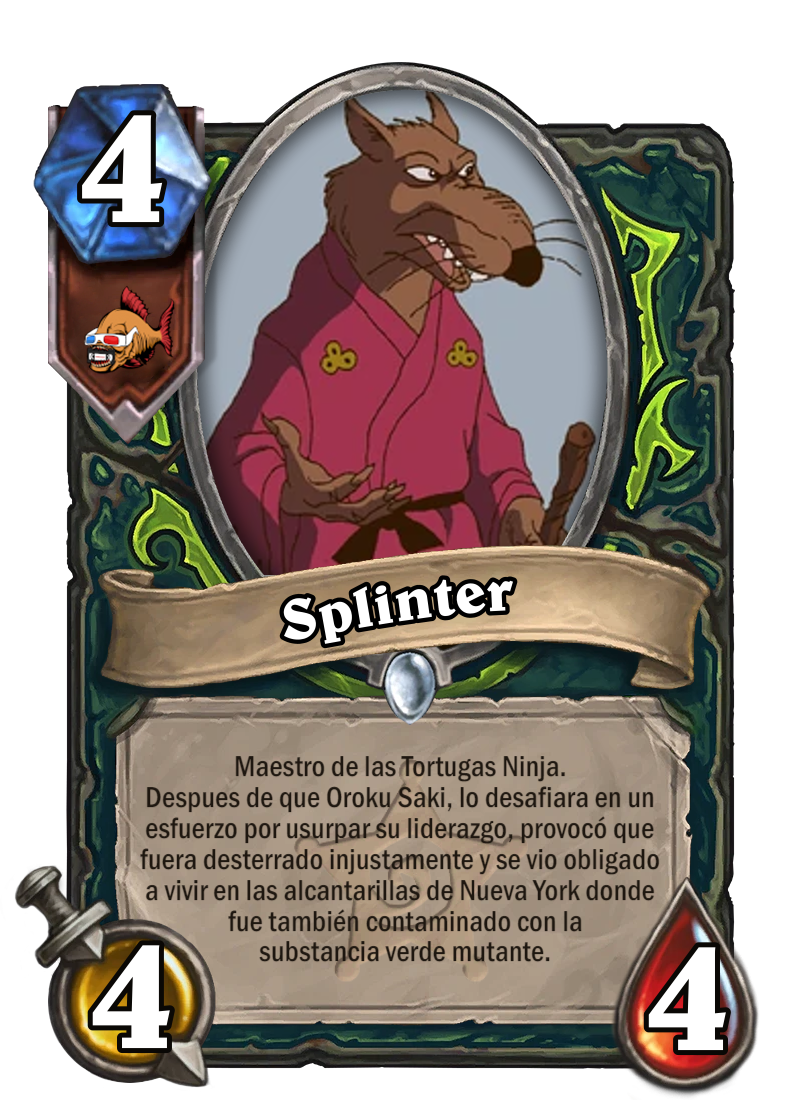 4
Splinter
Maestro de las Tortugas Ninja.
Despues de que Oroku Saki, lo desafiara en un
esfuerzo por usurpar su liderazgo, provocó que
fuera desterrado injustamente y se vio obligado
a vivir en las alcantarillas de Nueva York donde
fue también contaminado con la
substancia verde mutante.
4
4